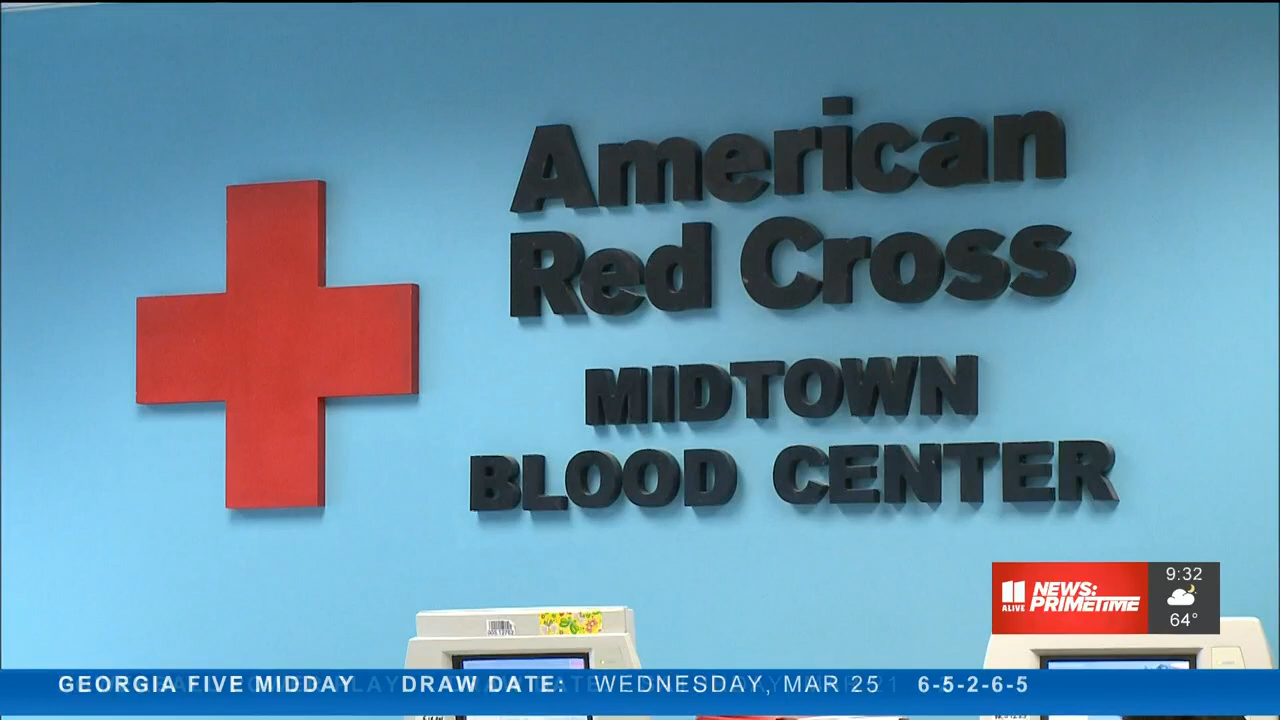 American
Red Cross
MIDTOWN
BLOOD CENTER
11
ALIVE
NEWS:
PRIMETIME
9:32
64°
GEORGIA FIVE MIDDAY DRAW DATE: WEDNESDAY, MAR 25 6-5-2-6-5